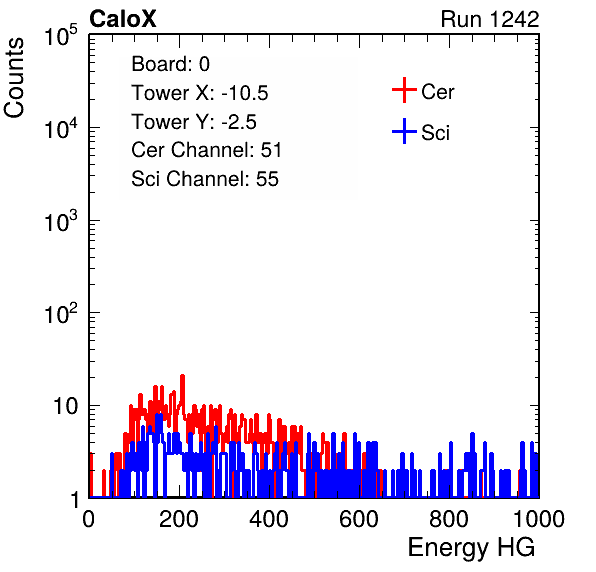 CaloX Run 1242
Counts
10^5
10^4
10^3
10^2
10
1
Board: 0
Tower X: -10.5
Tower Y: -2.5
Cer Channel: 51
Sci Channel: 55
Cer
Sci
0 200 400 600 800 1000
Energy HG